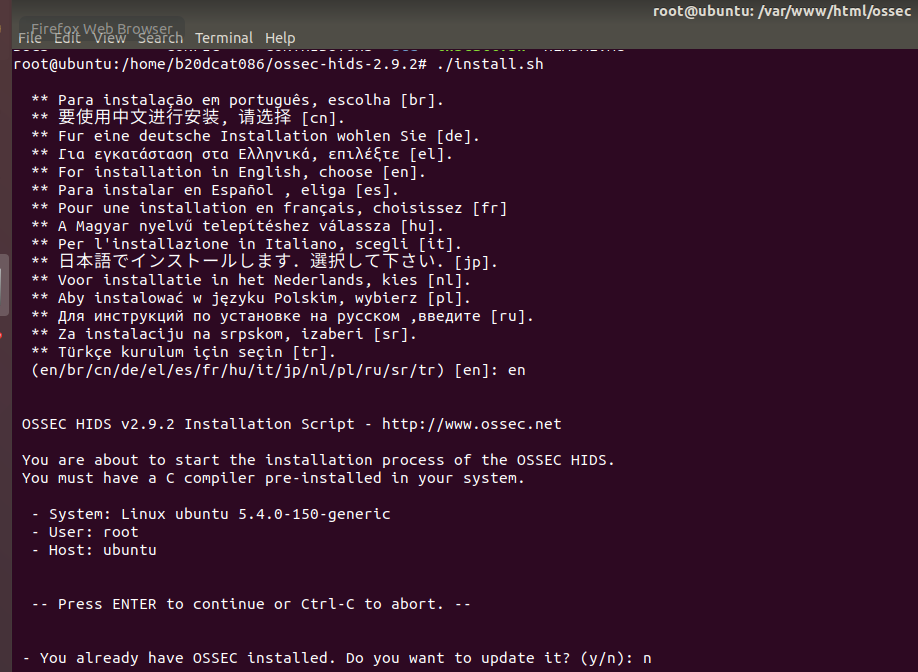 root@ubuntu: /var/www/html/ossec
Firefox Web Browser
File Edit View Search Terminal Help
root@ubuntu:/home/b20dcat086/ossec-hids-2.9.2# ./install.sh
** Para instalação em português, escolha [br].
** 要使用中文进行安装, 请选择 [cn].
** Fur eine deutsche Installation wohlen Sie [de].
** Για εγκατάσταση στα Ελληνικά, επιλέξτε [el].
** For installation in English, choose [en].
** Para instalar en Español , eliga [es].
** Pour une installation en français, choisissez [fr]
** A Magyar nyelvű telepítéshez válassza [hu].
** Per l'installazione in Italiano, scegli [it].
** 日本語でインストールします．選択して下さい．[jp].
** Voor installatie in het Nederlands, kies [nl].
** Aby instalować w języku Polskim, wybierz [pl].
** Для инструкций по установке на русском ,введите [ru].
** Za instalaciju na srpskom, izaberi [sr].
** Türkçe kurulum için seçin [tr].
(en/br/cn/de/el/es/fr/hu/it/jp/nl/pl/ru/sr/tr) [en]: en
OSSEC HIDS v2.9.2 Installation Script - http://www.ossec.net
You are about to start the installation process of the OSSEC HIDS.
You must have a C compiler pre-installed in your system.
- System: Linux ubuntu 5.4.0-150-generic
- User: root
- Host: ubuntu
-- Press ENTER to continue or Ctrl-C to abort. --
- You already have OSSEC installed. Do you want to update it? (y/n): n